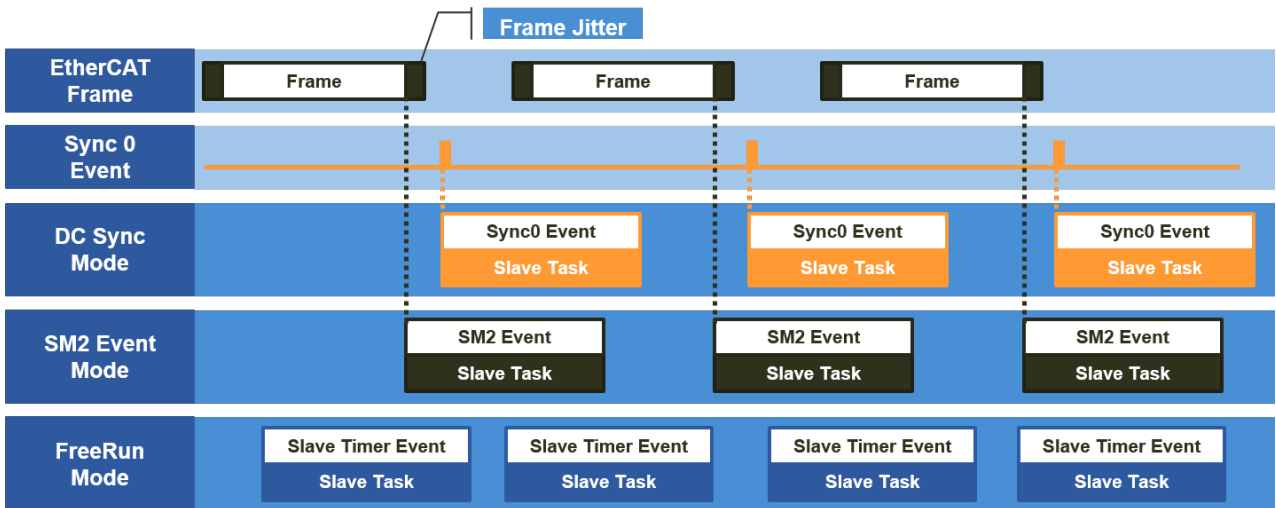 Frame Jitter
EtherCAT
Frame
Frame
Frame
Frame
Sync 0
Event
DC Sync
Mode
Sync0 Event
Slave Task
Sync0 Event
Slave Task
Sync0 Event
Slave Task
SM2 Event
Mode
SM2 Event
Slave Task
SM2 Event
Slave Task
SM2 Event
Slave Task
FreeRun
Mode
Slave Timer Event
Slave Task
Slave Timer Event
Slave Task
Slave Timer Event
Slave Task
Slave Timer Event
Slave Task